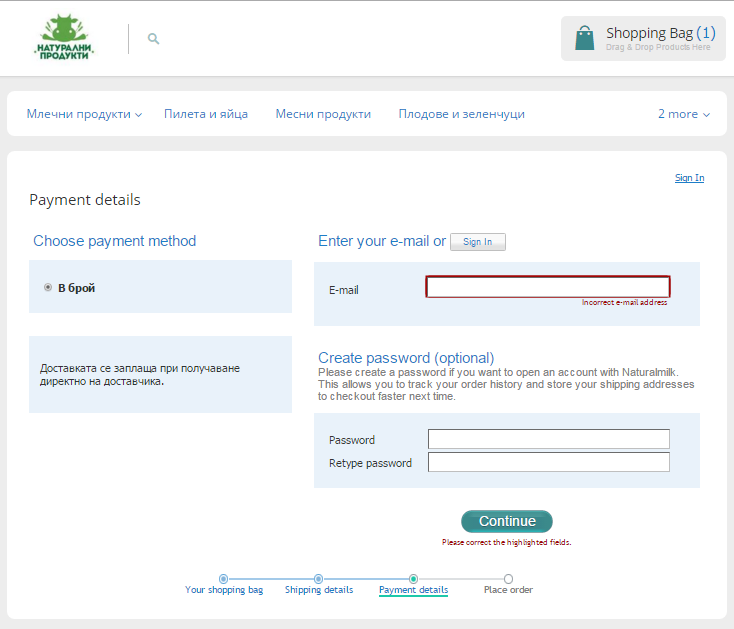 НАТУРАЛНИ
ПРОДУКТИ
Shopping Bag (1)
Drag & Drop Products Here
Млечни продукти
Пилета и яйца
Месни продукти
Плодове и зеленчуци
2 more
Sign In
Payment details
Choose payment method
В брой
Доставката се заплаща при получаване
директно на доставчика.
Enter your e-mail or Sign In
E-mail
Incorrect e-mail address
Create password (optional)
Please create a password if you want to open an account with Naturalmilk.
This allows you to track your order history and store your shipping addresses
to checkout faster next time.
Password
Retype password
Continue
Please correct the highlighted fields.
Your shopping bag
Shipping details
Payment details
Place order